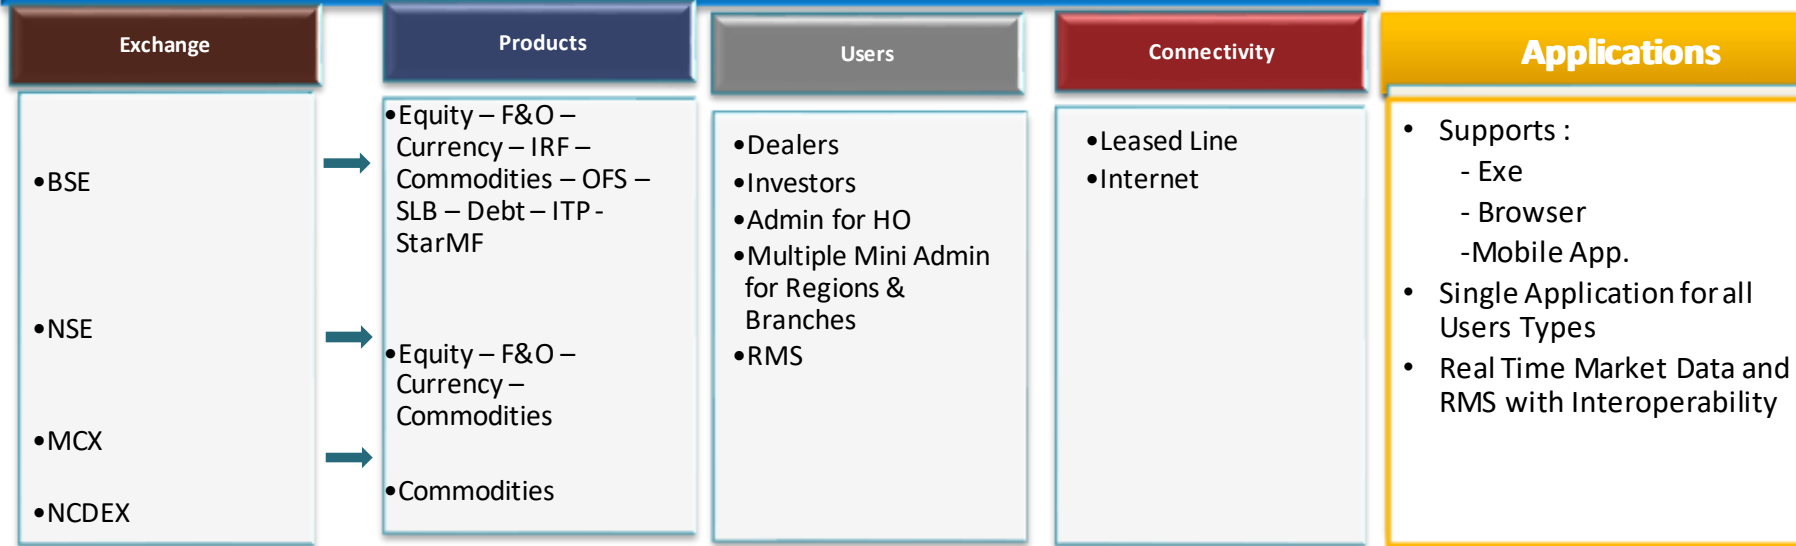 Exchange
•BSE
•NSE
•MCX
•NCDEX
Products
•Equity – F&O –
Currency – IRF –
Commodities – OFS –
SLB – Debt – ITP -
StarMF
•Equity – F&O –
Currency –
Commodities
•Commodities
Users
•Dealers
•Investors
•Admin for HO
•Multiple Mini Admin
for Regions &
Branches
•RMS
Connectivity
•Leased Line
•Internet
Applications
• Supports :
- Exe
- Browser
-Mobile App.
• Single Application for all
Users Types
• Real Time Market Data and
RMS with Interoperability